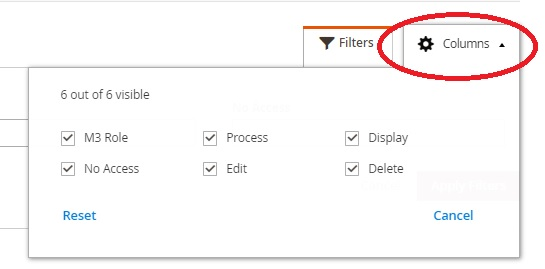 Filters Columns
6 out of 6 visible
M3 Role Process Display
No Access Edit Delete
Reset Cancel